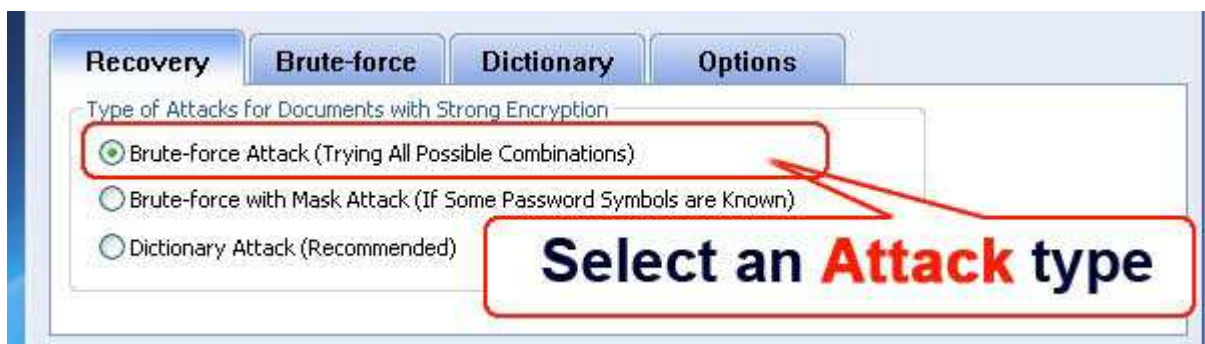 Recovery Brute-force Dictionary Options
Type of Attacks for Documents with Strong Encryption
Brute-force Attack (Trying All Possible Combinations)
Brute-force with Mask Attack (If Some Password Symbols are Known)
Dictionary Attack (Recommended)
Select an Attack type